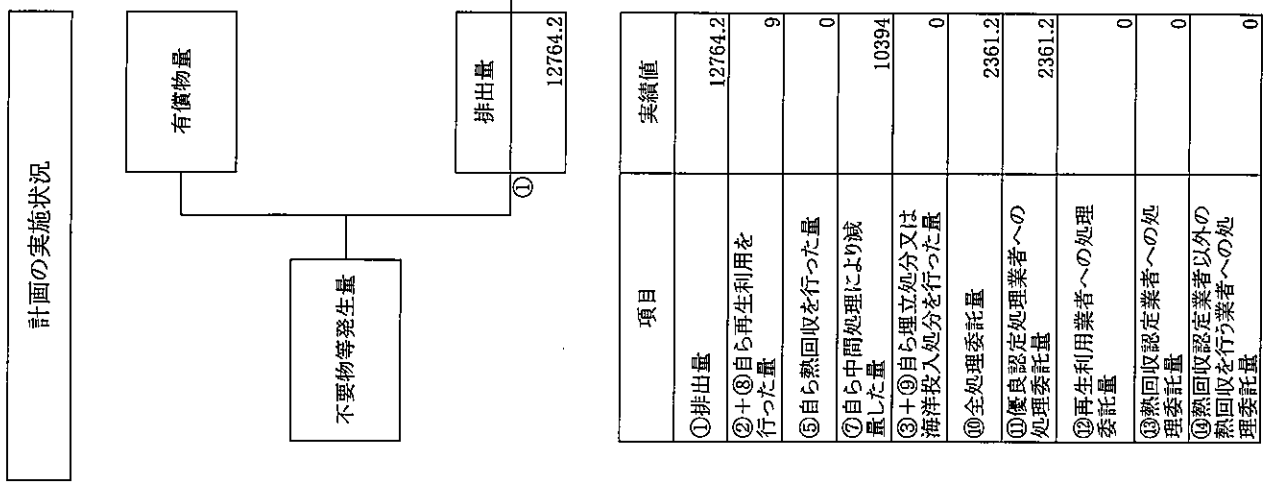 計画の実施状況
有償物量
不要物等発生量
①
排出量
12764.2
項目
実績値
①排出量
12764.2
②+⑧自ら再生利用を
行った量
9
⑤自ら熱回収を行った量
0
⑦自ら中間処理により減
量した量
10394
③+⑨自ら埋立処分又は
海洋投入処分を行った量
0
⑩全処理委託量
2361.2
⑪優良認定処理業者への
処理委託量
2361.2
⑫再生利用業者への処理
委託量
0
⑬熱回収認定業者への処
理委託量
0
⑭熱回収認定業者以外の
熱回収を行う業者への処
理委託量
0